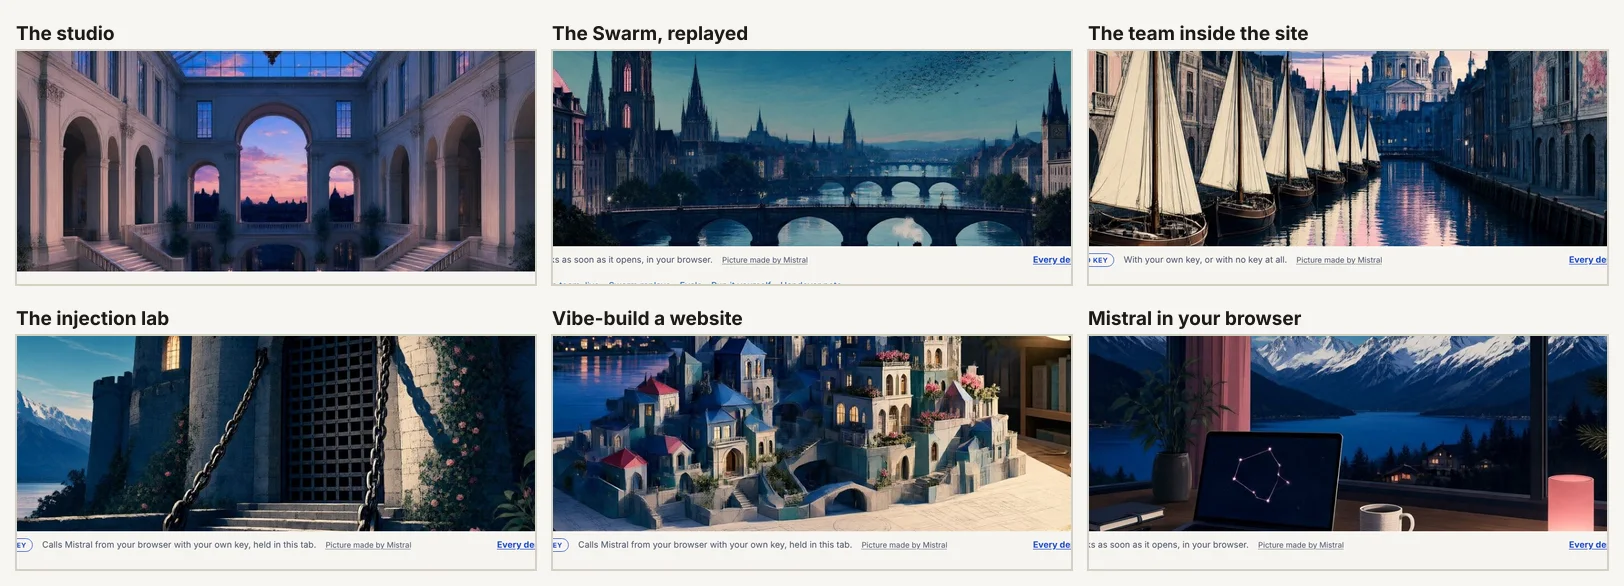 The studio
The Swarm, replayed
The team inside the site
as soon as it opens, in your browser. Picture made by Mistral Every de
KEY With your own key, or with no key at all. Picture made by Mistral Every de
The injection lab
Vibe-build a website
Mistral in your browser
EY Calls Mistral from your browser with your own key, held in this tab. Picture made by Mistral Every de
EY Calls Mistral from your browser with your own key, held in this tab. Picture made by Mistral Every de
as soon as it opens, in your browser. Picture made by Mistral Every de